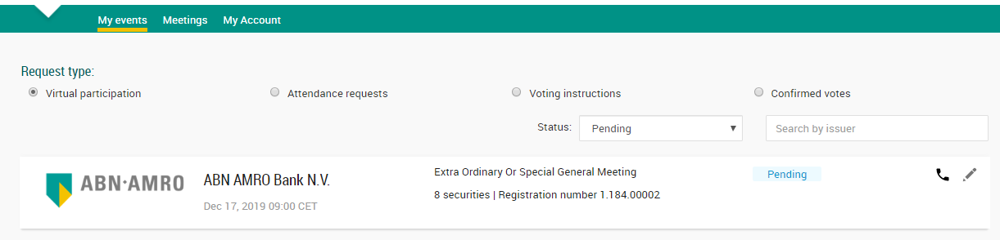 My events Meetings My Account
Request type:
Virtual participation Attendance requests Voting instructions Confirmed votes
Status: Pending Search by issuer
ABN·AMRO ABN AMRO Bank N.V. Extra Ordinary Or Special General Meeting Pending
Dec 17, 2019 09:00 CET 8 securities | Registration number 1.184.00002